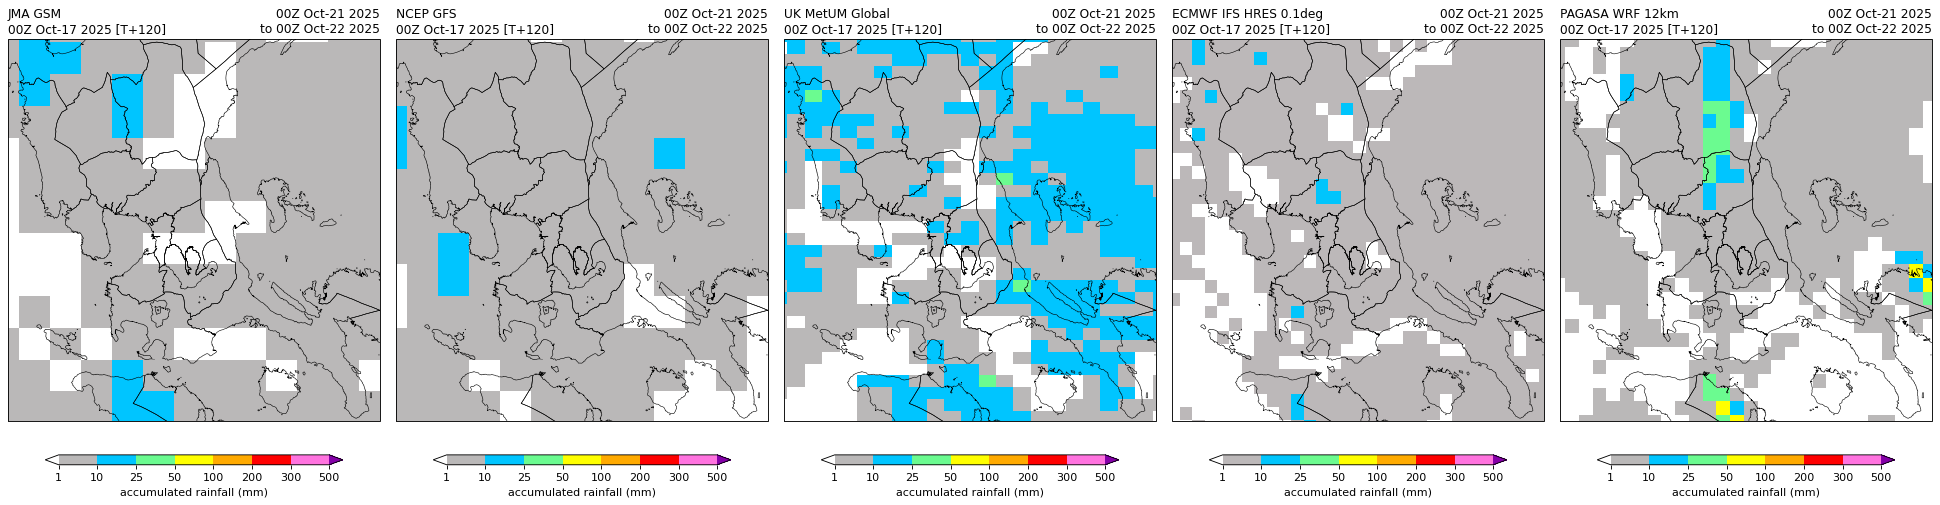 JMA GSM 00Z Oct-21 2025
00Z Oct-17 2025 [T+120] to 00Z Oct-22 2025
1 10 25 50 100 200 300 500
accumulated rainfall (mm)
NCEP GFS 00Z Oct-21 2025
00Z Oct-17 2025 [T+120] to 00Z Oct-22 2025
1 10 25 50 100 200 300 500
accumulated rainfall (mm)
UK MetUM Global 00Z Oct-21 2025
00Z Oct-17 2025 [T+120] to 00Z Oct-22 2025
1 10 25 50 100 200 300 500
accumulated rainfall (mm)
ECMWF IFS HRES 0.1deg 00Z Oct-21 2025
00Z Oct-17 2025 [T+120] to 00Z Oct-22 2025
1 10 25 50 100 200 300 500
accumulated rainfall (mm)
PAGASA WRF 12km 00Z Oct-21 2025
00Z Oct-17 2025 [T+120] to 00Z Oct-22 2025
1 10 25 50 100 200 300 500
accumulated rainfall (mm)